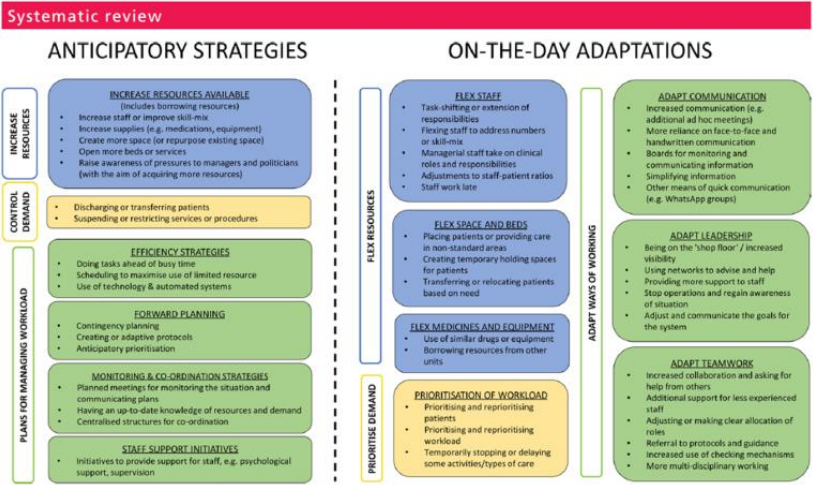 Systematic review
ANTICIPATORY STRATEGIES
INCREASE RESOURCES
INCREASE RESOURCES AVAILABLE
(Includes borrowing resources)
• Increase staff or improve skill-mix
• Increase supplies (e.g. medications, equipment)
• Create more space (or repurpose existing space)
• Open more beds or services
• Raise awareness of pressures to managers and politicians
(with the aim of acquiring more resources)
CONTROL DEMAND
• Discharging or transferring patients
• Suspending or restricting services or procedures
PLANS FOR MANAGING WORKLOAD
EFFICIENCY STRATEGIES
• Doing tasks ahead of busy time
• Scheduling to maximise use of limited resource
• Use of technology & automated systems
FORWARD PLANNING
• Contingency planning
• Creating or adaptive protocols
• Anticipatory prioritisation
MONITORING & CO-ORDINATION STRATEGIES
• Planned meetings for monitoring the situation and
communicating plans
• Having an up-to-date knowledge of resources and demand
• Centralised structures for co-ordination
STAFF SUPPORT INITIATIVES
• Initiatives to provide support for staff, e.g. psychological
support, supervision
ON-THE-DAY ADAPTATIONS
FLEX RESOURCES
FLEX STAFF
• Task-shifting or extension of
responsibilities
• Flexing staff to address numbers
or skill-mix
• Managerial staff take on clinical
roles and responsibilities
• Adjustments to staff-patient ratios
• Staff work late
FLEX SPACE AND BEDS
• Placing patients or providing care
in non-standard areas
• Creating temporary holding spaces
for patients
• Transferring or relocating patients
based on need
FLEX MEDICINES AND EQUIPMENT
• Use of similar drugs or equipment
• Borrowing resources from other
units
PRIORITISE DEMAND
PRIORITISATION OF WORKLOAD
• Prioritising and reprioritising
patients
• Prioritising and reprioritising
workload
• Temporarily stopping or delaying
some activities/types of care
ADAPT WAYS OF WORKING
ADAPT COMMUNICATION
• Increased communication (e.g.
additional ad hoc meetings)
• More reliance on face-to-face and
handwritten communication
• Boards for monitoring and
communicating information
• Simplifying information
• Other means of quick communication
(e.g. WhatsApp groups)
ADAPT LEADERSHIP
• Being on the 'shop floor' / increased
visibility
• Using networks to advise and help
• Providing more support to staff
• Stop operations and regain awareness
of situation
• Adjust and communicate the goals for
the system
ADAPT TEAMWORK
• Increased collaboration and asking for
help from others
• Additional support for less experienced
staff
• Adjusting or making clear allocation of
roles
• Referral to protocols and guidance
• Increased use of checking mechanisms
• More multi-disciplinary working